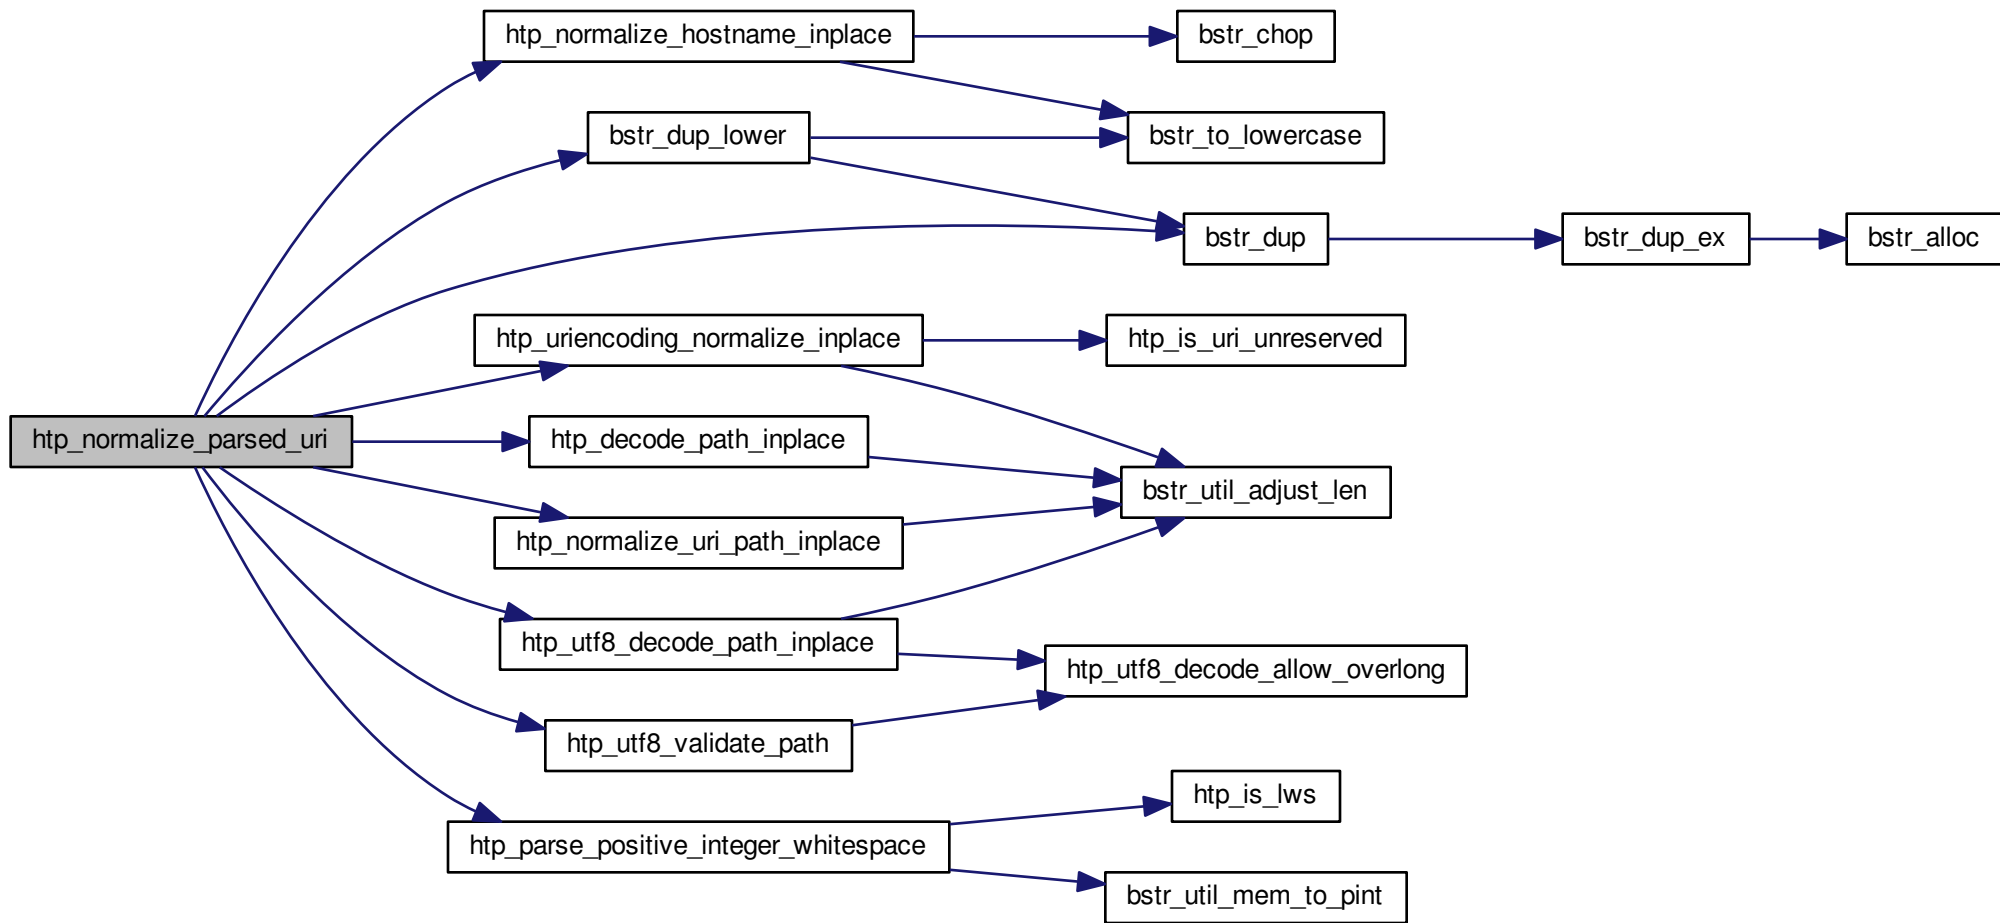 htp_normalize_hostname_inplace
bstr_chop
bstr_dup_lower
bstr_to_lowercase
bstr_dup
bstr_dup_ex
bstr_alloc
htp_uriencoding_normalize_inplace
htp_is_uri_unreserved
htp_normalize_parsed_uri
htp_decode_path_inplace
bstr_util_adjust_len
htp_normalize_uri_path_inplace
htp_utf8_decode_path_inplace
htp_utf8_decode_allow_overlong
htp_utf8_validate_path
htp_is_lws
htp_parse_positive_integer_whitespace
bstr_util_mem_to_pint